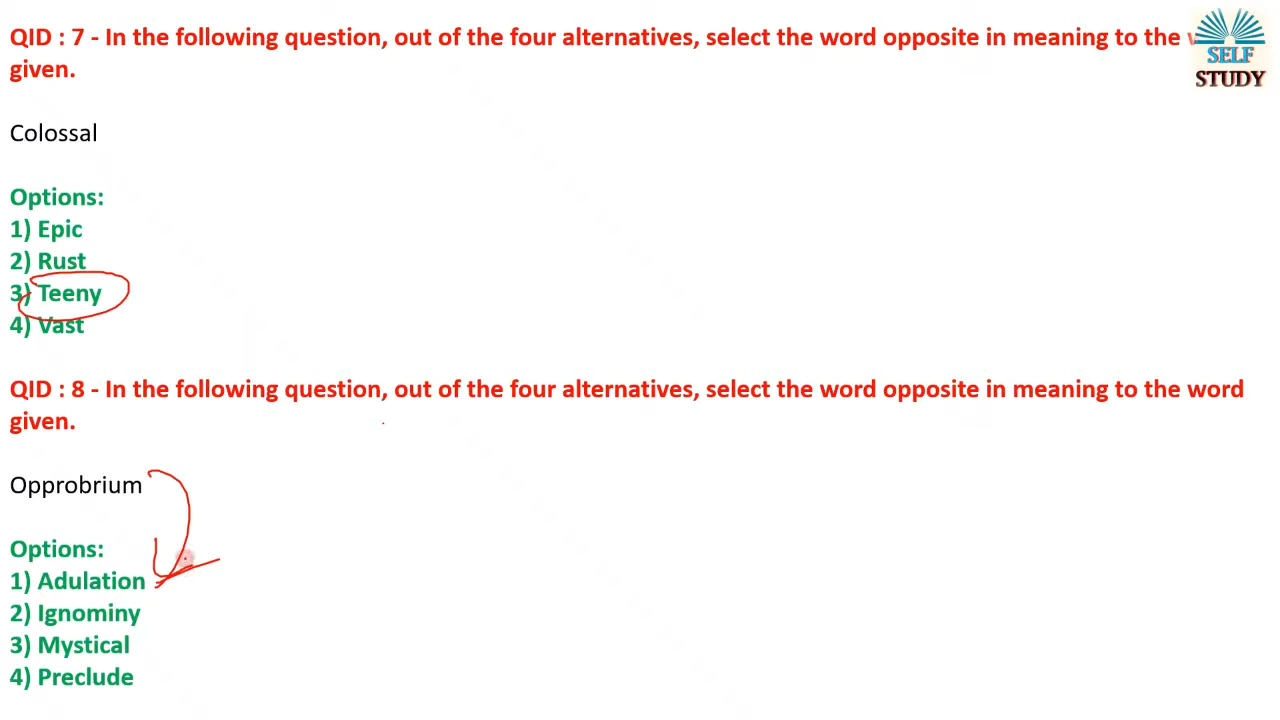 QID : 7 - In the following question, out of the four alternatives, select the word opposite in meaning to the
given.
SELF
STUDY
Colossal
Options:
1) Epic
2) Rust
3) Teeny
4) Vast
QID : 8 - In the following question, out of the four alternatives, select the word opposite in meaning to the word
given.
Opprobrium
Options:
1) Adulation
2) Ignominy
3) Mystical
4) Preclude